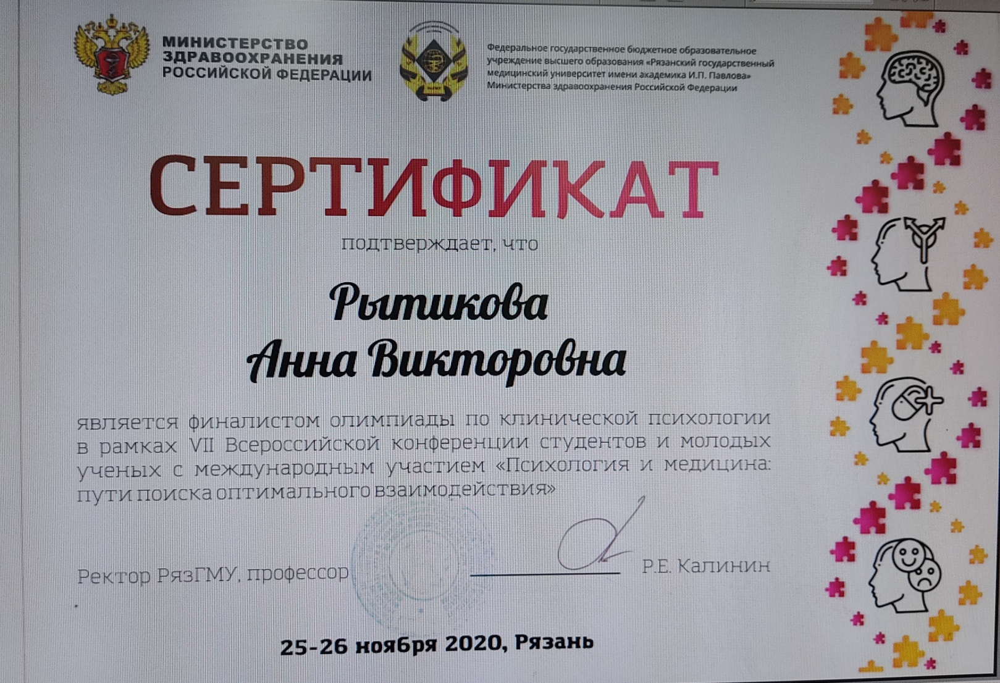 МИНИСТЕРСТВО
ЗДРАВООХРАНЕНИЯ
РОССИЙСКОЙ ФЕДЕРАЦИИ
Федеральное государственное бюджетное образовательное
учреждение высшего образования «Рязанский государственный
медицинский университет имени академика И.П. Павлова»
Министерства здравоохранения Российской Федерации
СЕРТИФИКАТ
подтверждает, что
Рытикова
Анна Викторовна
является финалистом олимпиады по клинической психологии
в рамках VII Всероссийской конференции студентов и молодых
ученых с международным участием «Психология и медицина:
пути поиска оптимального взаимодействия»
Ректор РязГМУ, профессор
Р.Е. Калинин
25-26 ноября 2020, Рязань